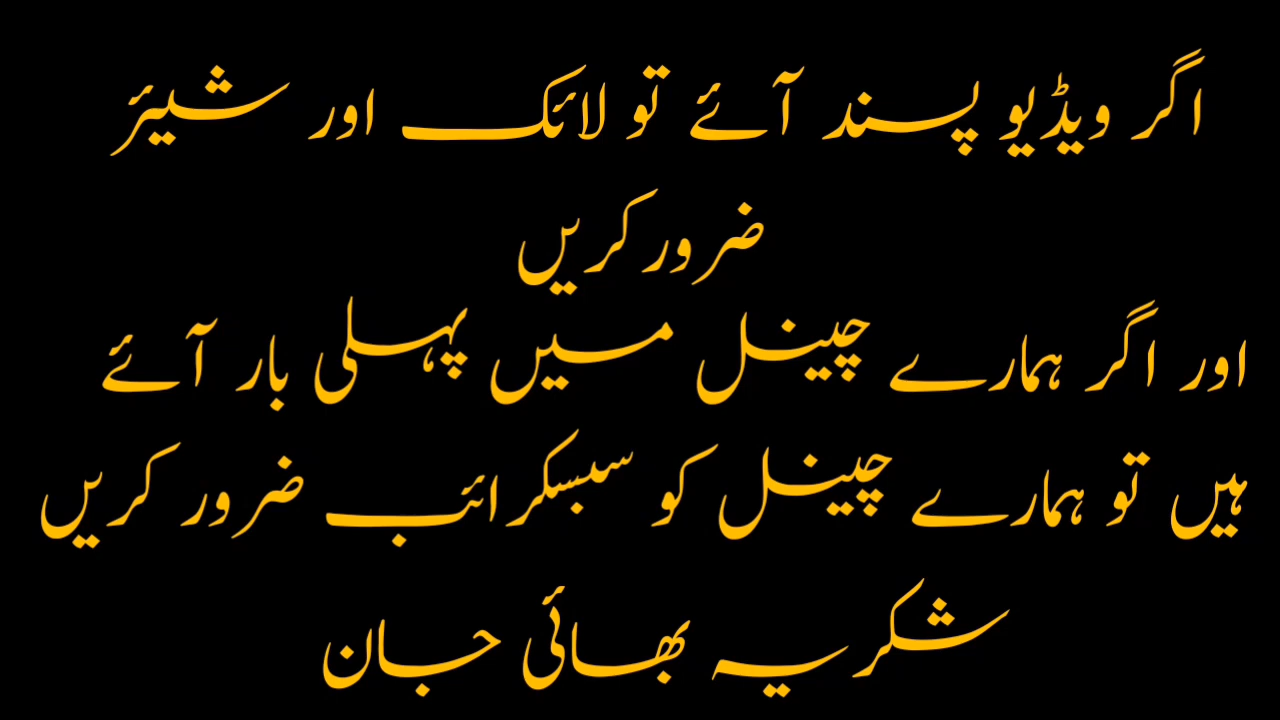 اگر ویڈیو پسند آئے تو لائک اور شیئر
ضرور کریں
اور اگر ہمارے چینل میں پہلی بار آئے
ہیں تو ہمارے چینل کو سبسکرائب ضرور کریں
شکریہ بھائی جان